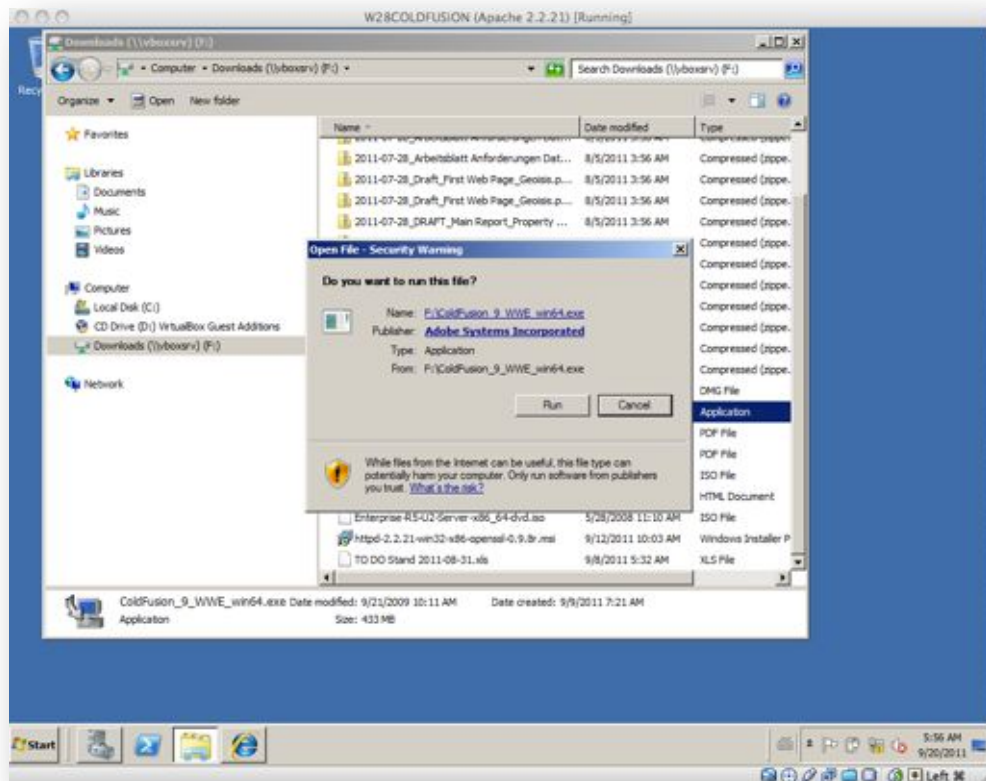 W28COLDFUSION (Apache 2.2.21) [Running]
Downloads (\\vboxsrv) (F:)
Computer Downloads (\\vboxsrv) (F:)
Search Downloads (\\vboxsrv) (F:)
Organize Open New folder
Favorites
Libraries
Documents
Music
Pictures
Videos
Computer
Local Disk (C:)
CD Drive (D:) VirtualBox Guest Additions
Downloads (\\vboxsrv) (F:)
Network
Name Date modified Type
2011-07-28_Arbeitsblatt Anforderungen Dat... 8/5/2011 3:56 AM Compressed (zippe.
2011-07-28_Draft_First Web Page_Geoisis.p... 8/5/2011 3:56 AM Compressed (zippe.
2011-07-28_Draft_First Web Page_Geoisis.p... 8/5/2011 3:56 AM Compressed (zippe.
2011-07-28_DRAFT_Main Report_Property ... 8/5/2011 3:56 AM Compressed (zippe.
Compressed (zippe.
Compressed (zippe.
Compressed (zippe.
Compressed (zippe.
Compressed (zippe.
Compressed (zippe.
Compressed (zippe.
DMG File
Application
PDF File
PDF File
ISO File
HTML Document
Enterprise-R5-U2-Server-x86_64-dvd.iso 5/28/2008 11:10 AM ISO File
httpd-2.2.21-win32-x86-openssl-0.9.8r.msi 9/12/2011 10:03 AM Windows Installer P
TO DO Stand 2011-08-31.xls 9/8/2011 5:32 AM XLS File
Open File - Security Warning
Do you want to run this file?
Name: F:\ColdFusion_9_WWE_win64.exe
Publisher: Adobe Systems Incorporated
Type: Application
From: F:\ColdFusion_9_WWE_win64.exe
Run Cancel
While files from the Internet can be useful, this file type can
potentially harm your computer. Only run software from publishers
you trust. What's the risk?
ColdFusion_9_WWE_win64.exe Date modified: 9/21/2009 10:11 AM Date created: 9/9/2011 7:21 AM
Application Size: 433 MB
Start
5:56 AM
9/20/2011
Left ⌘